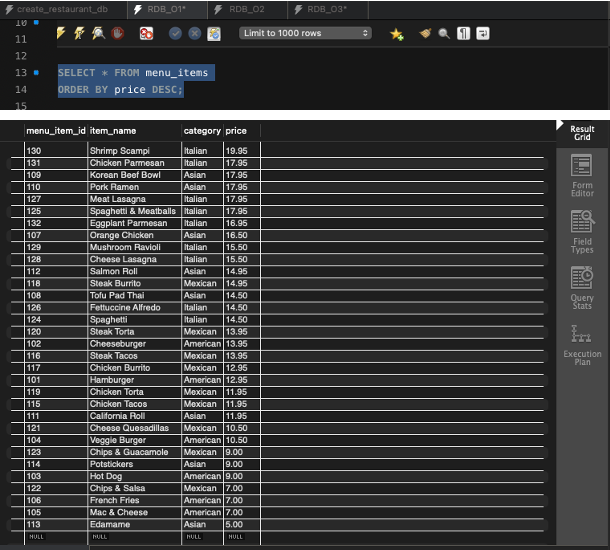 create_restaurant_db RDB_O1* RDB_O2 RDB_O3*
10
11 Limit to 1000 rows
12
13 SELECT * FROM menu_items
14 ORDER BY price DESC;
15
menu_item_id item_name category price
130 Shrimp Scampi Italian 19.95
131 Chicken Parmesan Italian 17.95
109 Korean Beef Bowl Asian 17.95
110 Pork Ramen Asian 17.95
127 Meat Lasagna Italian 17.95
125 Spaghetti & Meatballs Italian 17.95
132 Eggplant Parmesan Italian 16.95
107 Orange Chicken Asian 16.50
129 Mushroom Ravioli Italian 15.50
128 Cheese Lasagna Italian 15.50
112 Salmon Roll Asian 14.95
118 Steak Burrito Mexican 14.95
108 Tofu Pad Thai Asian 14.50
126 Fettuccine Alfredo Italian 14.50
124 Spaghetti Italian 14.50
120 Steak Torta Mexican 13.95
102 Cheeseburger American 13.95
116 Steak Tacos Mexican 13.95
117 Chicken Burrito Mexican 12.95
101 Hamburger American 12.95
119 Chicken Torta Mexican 11.95
115 Chicken Tacos Mexican 11.95
111 California Roll Asian 11.95
121 Cheese Quesadillas Mexican 10.50
104 Veggie Burger American 10.50
123 Chips & Guacamole Mexican 9.00
114 Potstickers Asian 9.00
103 Hot Dog American 9.00
122 Chips & Salsa Mexican 7.00
106 French Fries American 7.00
105 Mac & Cheese American 7.00
113 Edamame Asian 5.00
NULL NULL NULL NULL
Result
Grid
Form
Editor
Field
Types
Query
Stats
Execution
Plan